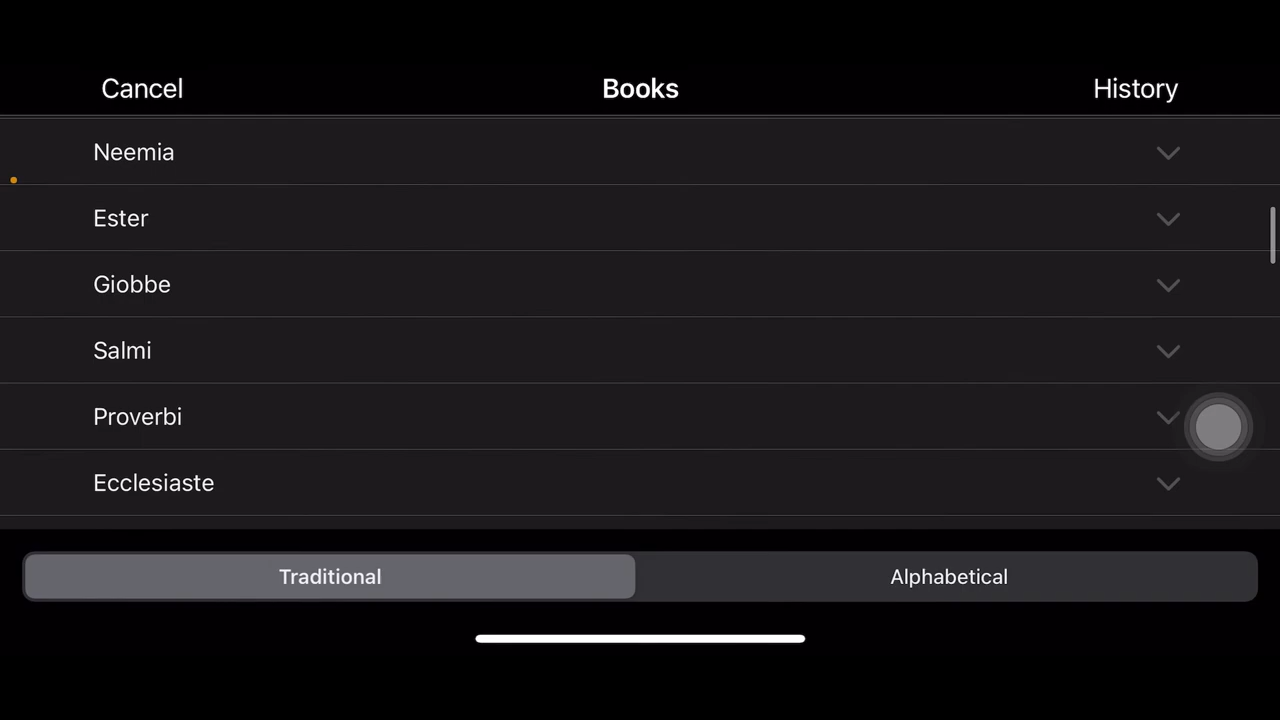 Cancel Books History
Neemia
Ester
Giobbe
Salmi
Proverbi
Ecclesiaste
Traditional Alphabetical